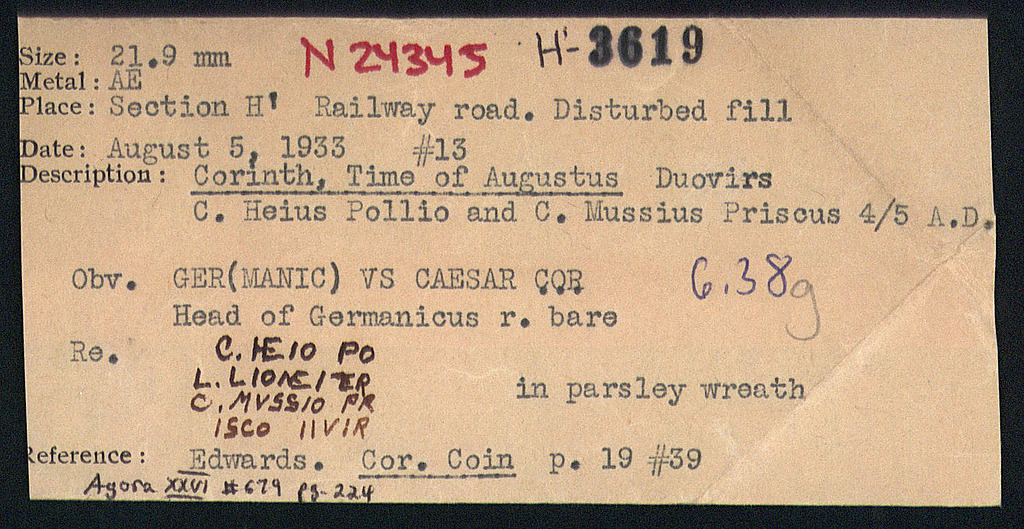 Size : 21.9 mm N 24345 H'-3619
Metal : AE
Place : Section H' Railway road. Disturbed fill
Date : August 5, 1933 #13
Description : Corinth, Time of Augustus Duovirs
C. Heius Pollio and C. Mussius Priscus 4/5 A.D.
Obv. GER(MANIC) VS CAESAR COR 6.38g
Head of Germanicus r. bare
Re. C. HEIO PO
L. LIONEITER
in parsley wreath
C. MVSSIO PR
ISCO IIVIR
Reference : Edwards. Cor. Coin p. 19 #39
Agora XXVI #679 pg. 224